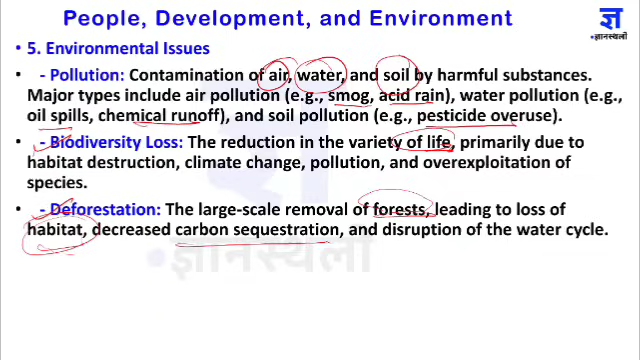 People, Development, and Environment
ज्ञ
ज्ञानस्थली
• 5. Environmental Issues
• - Pollution: Contamination of air, water, and soil by harmful substances.
Major types include air pollution (e.g., smog, acid rain), water pollution (e.g.,
oil spills, chemical runoff), and soil pollution (e.g., pesticide overuse).
• - Biodiversity Loss: The reduction in the variety of life, primarily due to
habitat destruction, climate change, pollution, and overexploitation of
species.
• - Deforestation: The large-scale removal of forests, leading to loss of
habitat, decreased carbon sequestration, and disruption of the water cycle.
ज्ञानस्थली